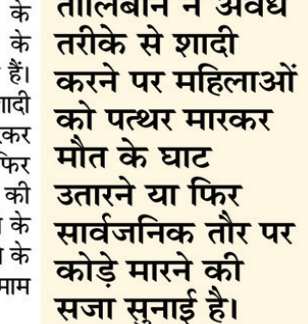 के
के
हैं।
की
के
के
तालिबान ने अवैध
तरीके से शादी
करने पर महिलाओं
को पत्थर मारकर
मौत के घाट
उतारने या फिर
सार्वजनिक तौर पर
कोड़े मारने की
सजा सुनाई है।